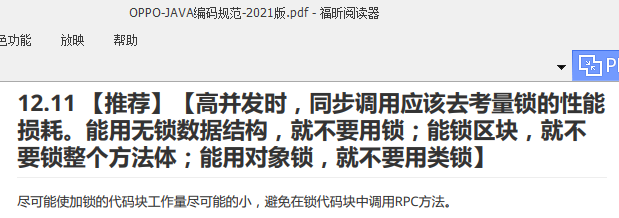 OPPO-JAVA编码规范-2021版.pdf - 福昕阅读器
色功能 放映 帮助
12.11 【推荐】【高并发时，同步调用应该去考量锁的性能
损耗。能用无锁数据结构，就不要用锁；能锁区块，就不
要锁整个方法体；能用对象锁，就不要用类锁】
尽可能使加锁的代码块工作量尽可能的小，避免在锁代码块中调用RPC方法。